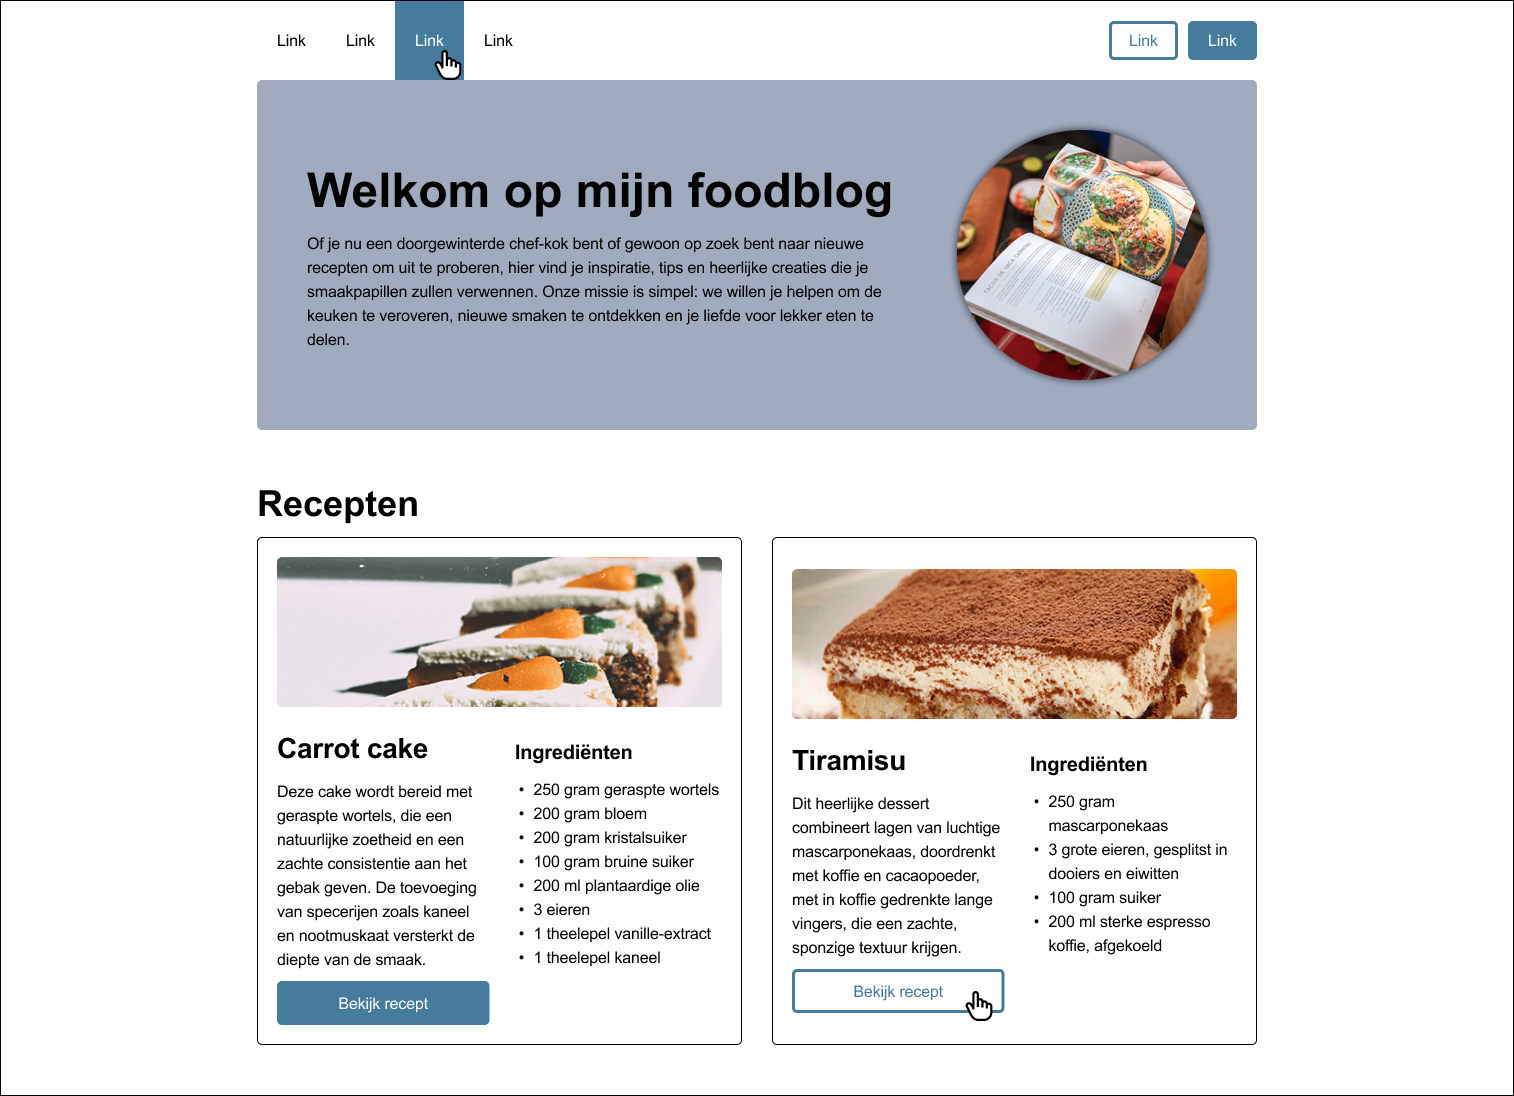 Link Link Link Link Link Link
Welkom op mijn foodblog
Of je nu een doorgewinterde chef-kok bent of gewoon op zoek bent naar nieuwe
recepten om uit te proberen, hier vind je inspiratie, tips en heerlijke creaties die je
smaakpapillen zullen verwennen. Onze missie is simpel: we willen je helpen om de
keuken te veroveren, nieuwe smaken te ontdekken en je liefde voor lekker eten te
delen.
TACOS DE YACA CARNITAS
Recepten
Carrot cake
Deze cake wordt bereid met
geraspte wortels, die een
natuurlijke zoetheid en een
zachte consistentie aan het
gebak geven. De toevoeging
van specerijen zoals kaneel
en nootmuskaat versterkt de
diepte van de smaak.
Bekijk recept
Ingrediënten
• 250 gram geraspte wortels
• 200 gram bloem
• 200 gram kristalsuiker
• 100 gram bruine suiker
• 200 ml plantaardige olie
• 3 eieren
• 1 theelepel vanille-extract
• 1 theelepel kaneel
Tiramisu
Dit heerlijke dessert
combineert lagen van luchtige
mascarponekaas, doordrenkt
met koffie en cacaopoeder,
met in koffie gedrenkte lange
vingers, die een zachte,
sponzige textuur krijgen.
Bekijk recept
Ingrediënten
• 250 gram
mascarponekaas
• 3 grote eieren, gesplitst in
dooiers en eiwitten
• 100 gram suiker
• 200 ml sterke espresso
koffie, afgekoeld